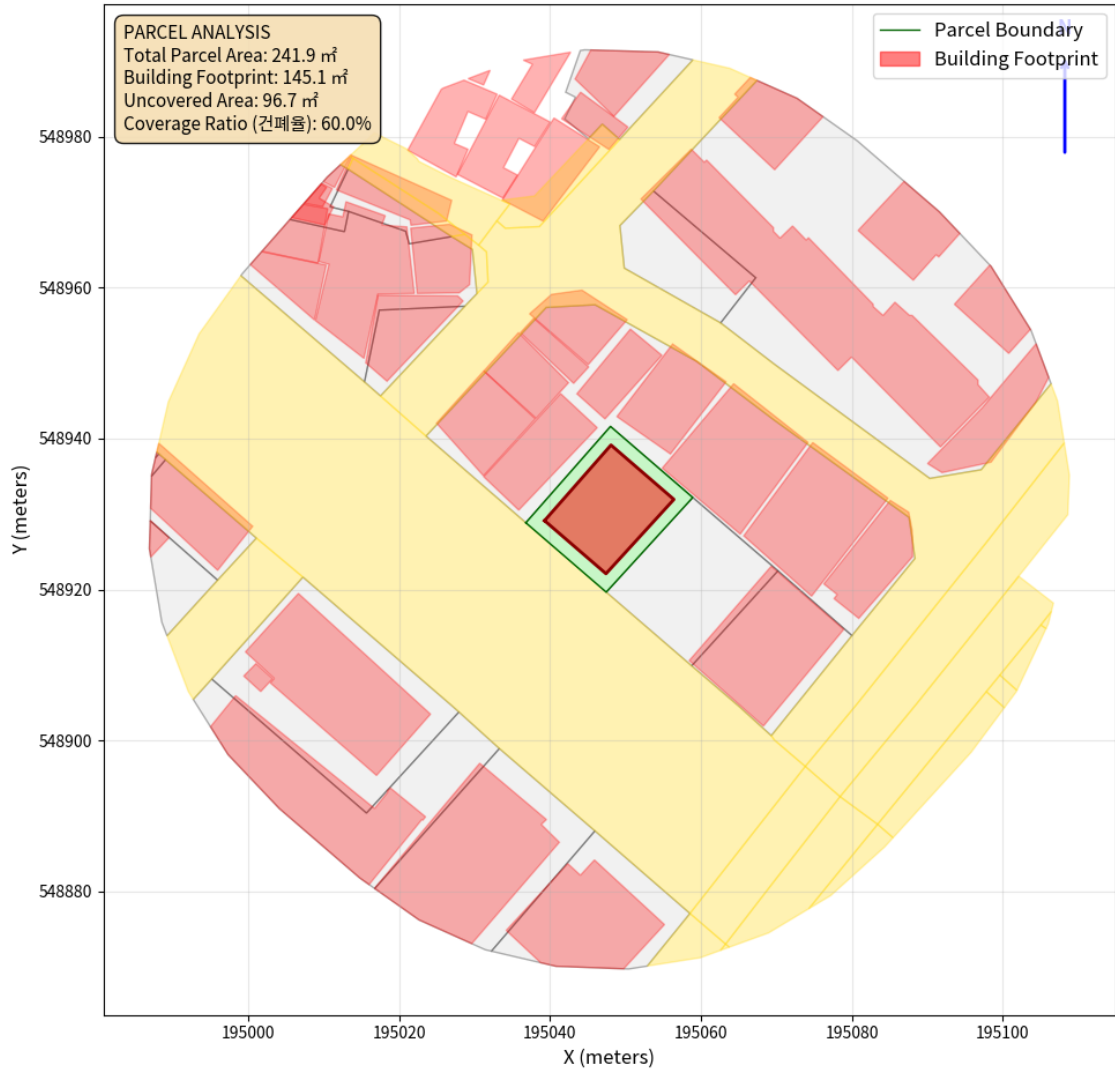 PARCEL ANALYSIS
Total Parcel Area: 241.9 ㎡
Building Footprint: 145.1 ㎡
Uncovered Area: 96.7 ㎡
Coverage Ratio (건폐율): 60.0%
N
Parcel Boundary
Building Footprint
548980
548960
548940
548920
548900
548880
Y (meters)
195000
195020
195040
195060
195080
195100
X (meters)